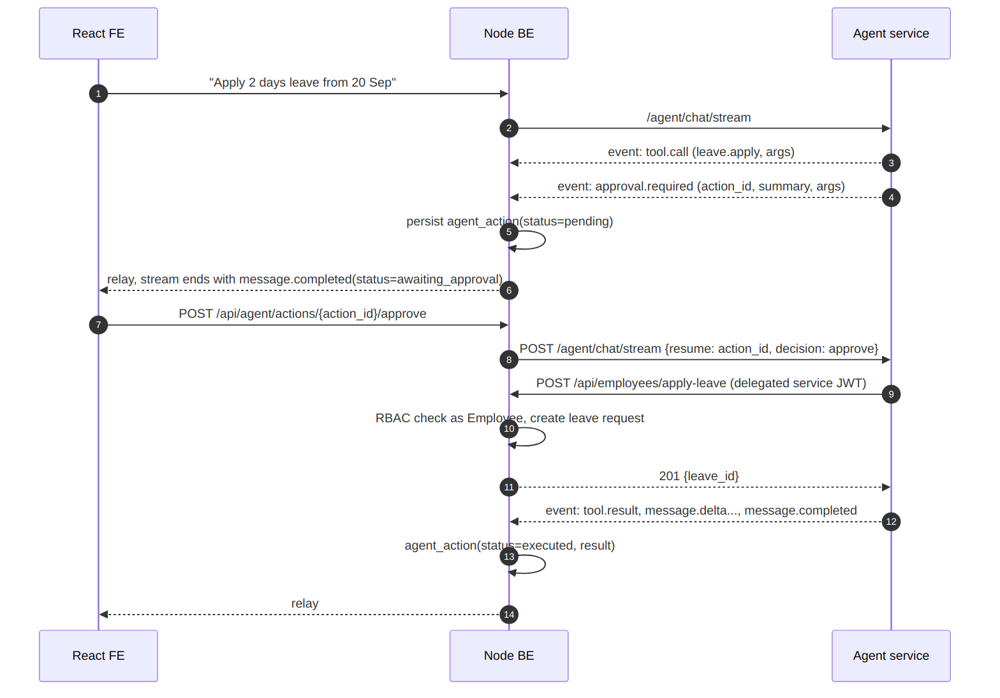 React FE
Node BE
Agent service
"Apply 2 days leave from 20 Sep"
1
/agent/chat/stream
2
event: tool.call (leave.apply, args)
3
event: approval.required (action_id, summary, args)
4
persist agent_action(status=pending)
5
relay, stream ends with message.completed(status=awaiting_approval)
6
POST /api/agent/actions/{action_id}/approve
7
POST /agent/chat/stream {resume: action_id, decision: approve}
8
POST /api/employees/apply-leave (delegated service JWT)
9
RBAC check as Employee, create leave request
10
201 {leave_id}
11
event: tool.result, message.delta..., message.completed
12
agent_action(status=executed, result)
13
relay
14
React FE
Node BE
Agent service